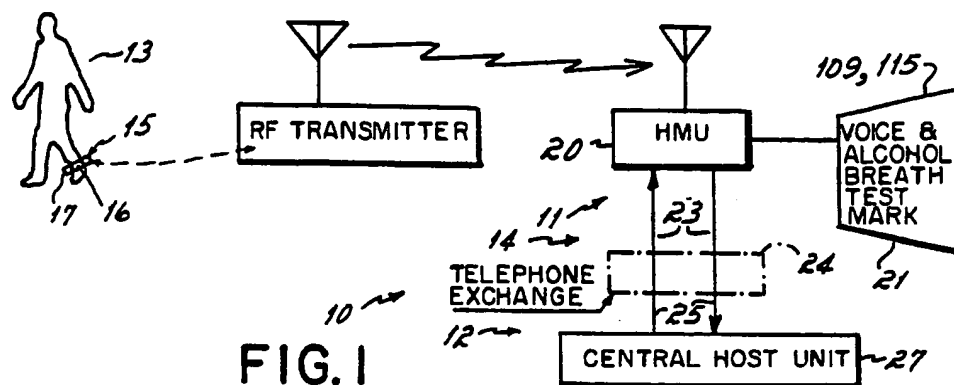 13
RF TRANSMITTER
15
17
16
HMU
20
109, 115
VOICE &
ALCOHOL
BREATH
TEST
MARK
21
11
23
14
24
TELEPHONE
EXCHANGE
10
25
12
CENTRAL HOST UNIT
27
FIG. 1